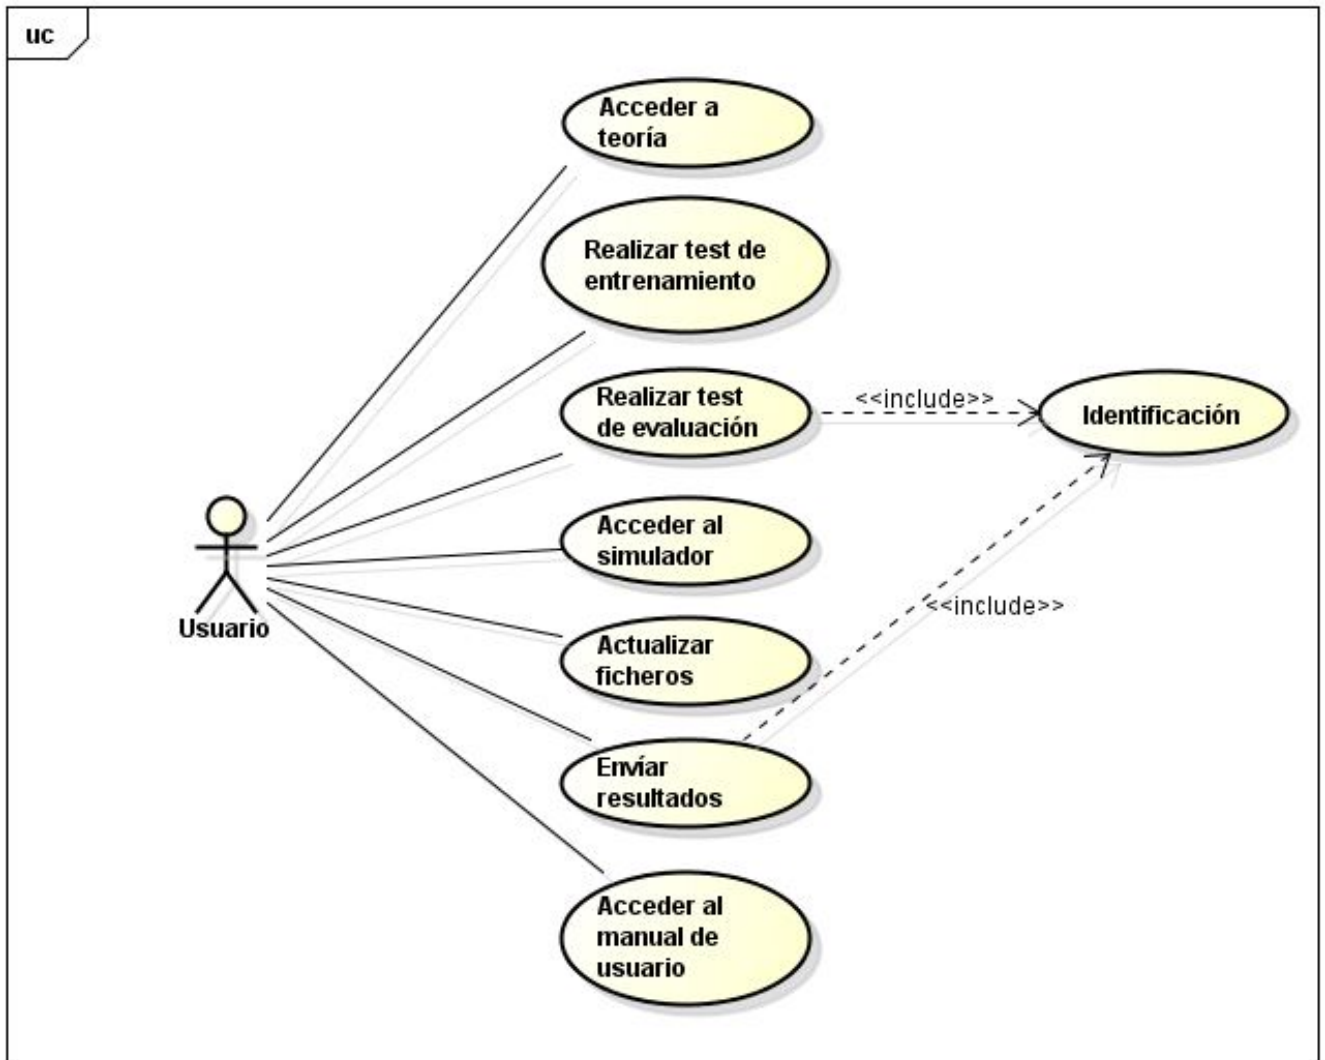 uc
Acceder a
teoría
Realizar test de
entrenamiento
Realizar test
de evaluación
<<include>>
Identificación
Acceder al
simulador
<<include>>
Usuario
Actualizar
ficheros
Envíar
resultados
Acceder al
manual de
usuario